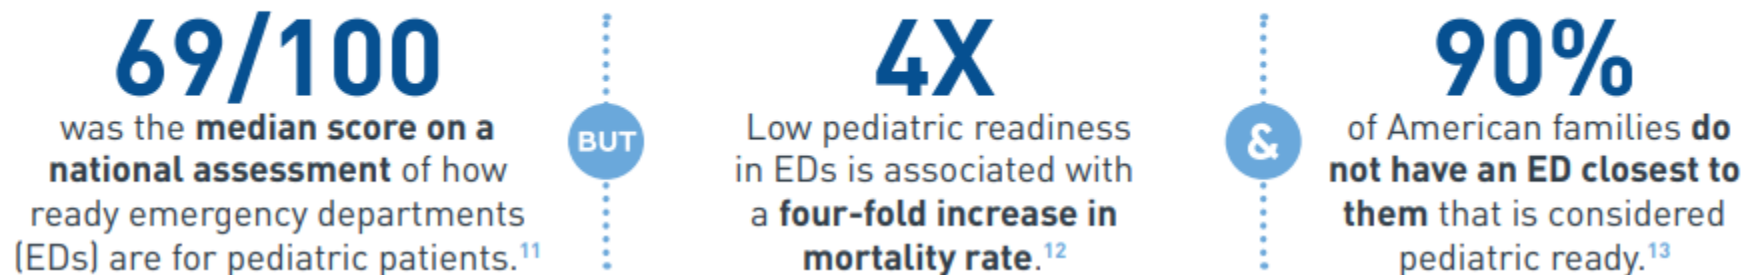 69/100
was the median score on a
national assessment of how
ready emergency departments
(EDs) are for pediatric patients.11
BUT
4X
Low pediatric readiness
in EDs is associated with
a four-fold increase in
mortality rate.12
&
90%
of American families do
not have an ED closest to
them that is considered
pediatric ready.13